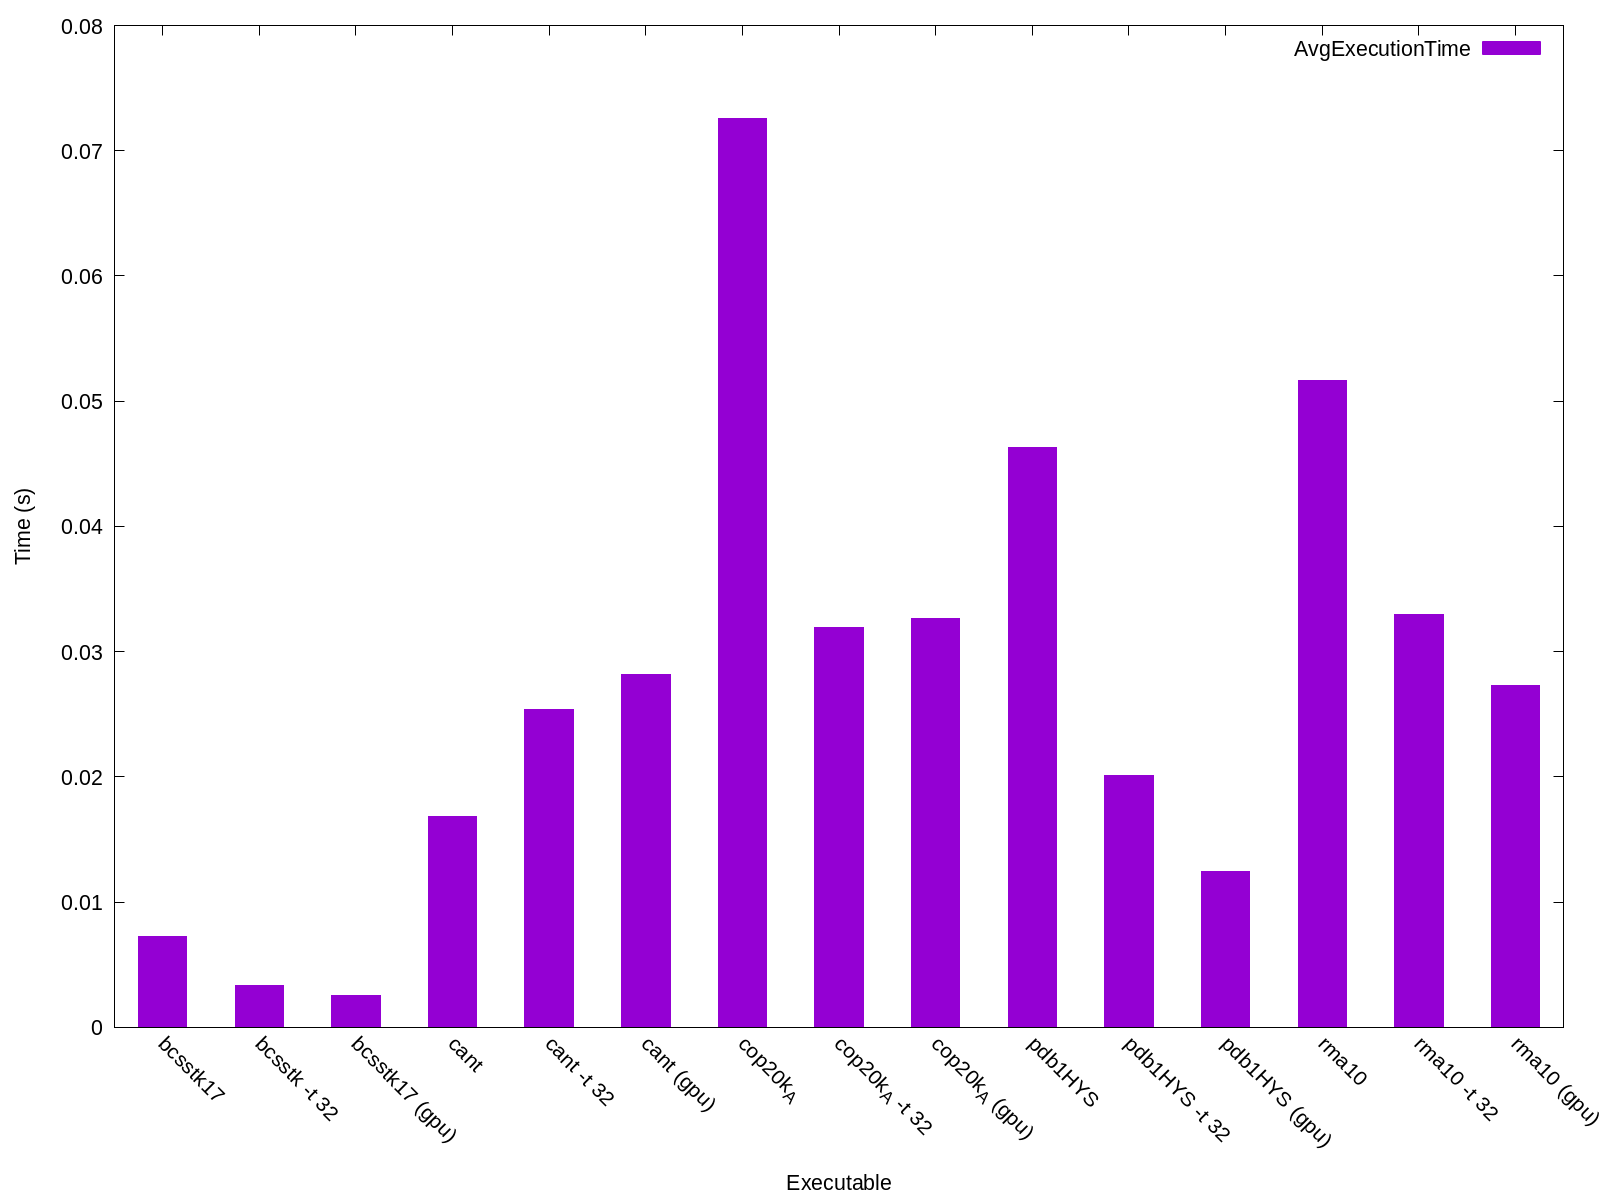 AvgExecutionTime
0.08
0.07
0.06
0.05
0.04
0.03
0.02
0.01
0
Time (s)
bcsstk17
bcsstk -t 32
bcsstk17 (gpu)
cant
cant -t 32
cant (gpu)
cop20kA
cop20kA -t 32
cop20kA (gpu)
pdb1HYS
pdb1HYS -t 32
pdb1HYS (gpu)
rma10
rma10 -t 32
rma10 (gpu)
Executable